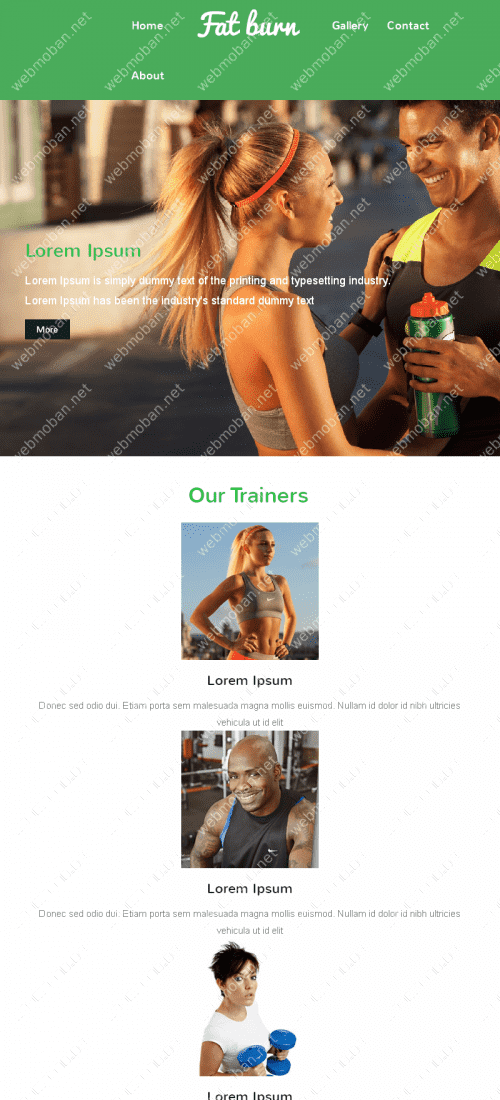 Home
Fat burn
Gallery
Contact
About
Lorem Ipsum
Lorem Ipsum is simply dummy text of the printing and typesetting industry.
Lorem Ipsum has been the industry's standard dummy text
More
Our Trainers
Lorem Ipsum
Donec sed odio dui. Etiam porta sem malesuada magna mollis euismod. Nullam id dolor id nibh ultricies
vehicula ut id elit
Lorem Ipsum
Donec sed odio dui. Etiam porta sem malesuada magna mollis euismod. Nullam id dolor id nibh ultricies
vehicula ut id elit
Lorem Ipsum
webmoban.net